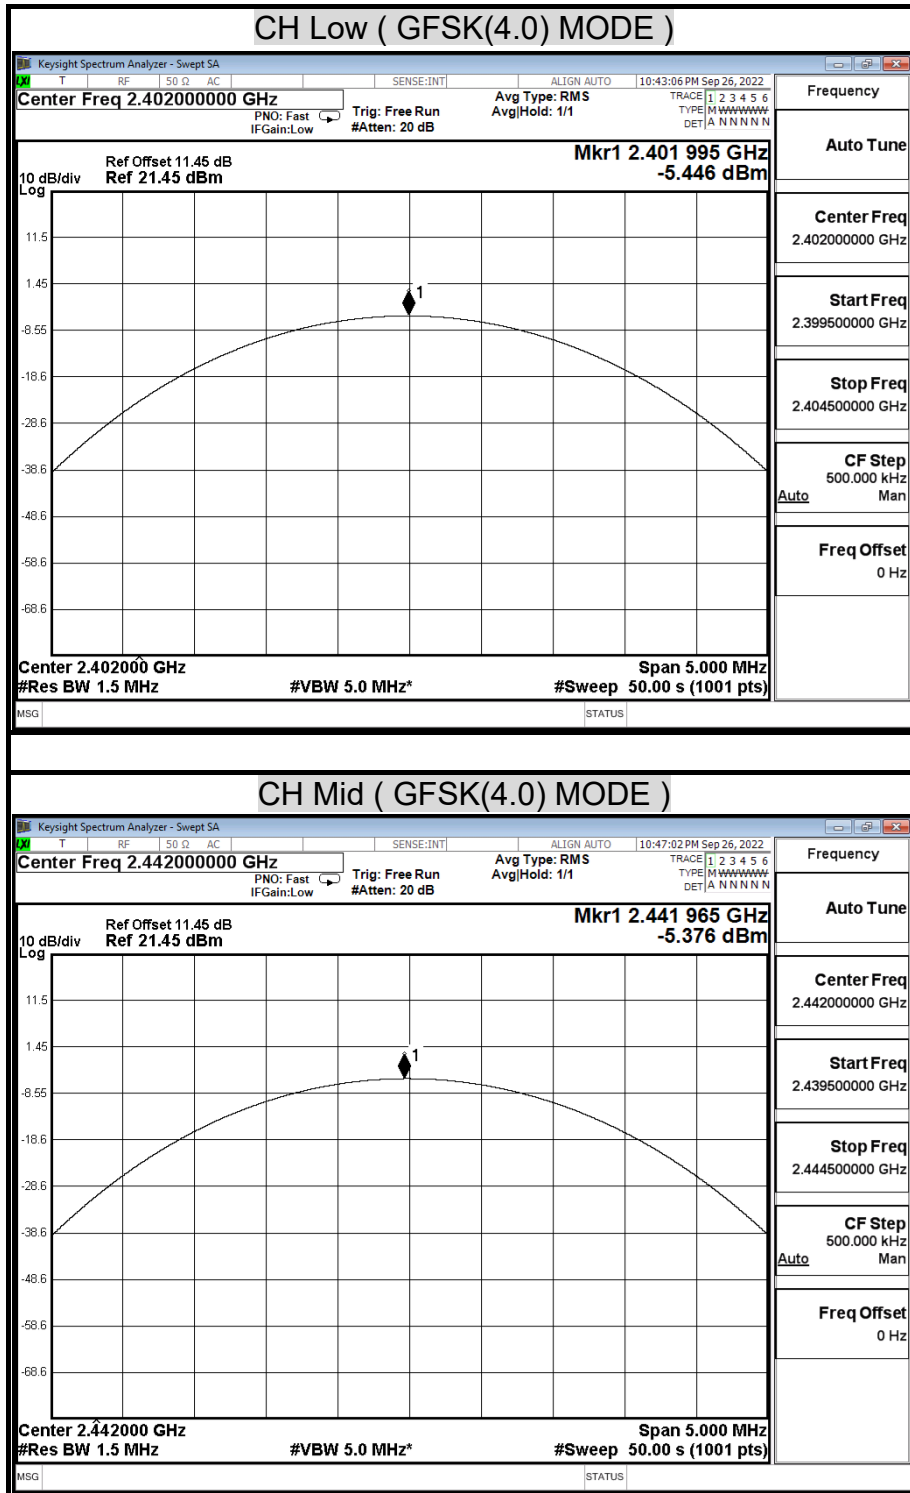 CH Low ( GFSK(4.0) MODE )
Keysight Spectrum Analyzer - Swept SA
LXI T RF 50 Ω AC SENSE:INT ALIGN AUTO 10:43:06 PM Sep 26, 2022
Center Freq 2.402000000 GHz
PNO: Fast
IFGain:Low
Trig: Free Run
#Atten: 20 dB
Avg Type: RMS
Avg|Hold: 1/1
TRACE 1 2 3 4 5 6
TYPE M WWWWW
DET A N N N N N
Ref Offset 11.45 dB
10 dB/div Ref 21.45 dBm
Log
Mkr1 2.401 995 GHz
-5.446 dBm
11.5
1.45
-8.55
-18.6
-28.6
-38.6
-48.6
-58.6
-68.6
1
Center 2.402000 GHz Span 5.000 MHz
#Res BW 1.5 MHz #VBW 5.0 MHz* #Sweep 50.00 s (1001 pts)
MSG STATUS
Frequency
Auto Tune
Center Freq
2.402000000 GHz
Start Freq
2.399500000 GHz
Stop Freq
2.404500000 GHz
CF Step
500.000 kHz
Auto Man
Freq Offset
0 Hz
CH Mid ( GFSK(4.0) MODE )
Keysight Spectrum Analyzer - Swept SA
LXI T RF 50 Ω AC SENSE:INT ALIGN AUTO 10:47:02 PM Sep 26, 2022
Center Freq 2.442000000 GHz
PNO: Fast
IFGain:Low
Trig: Free Run
#Atten: 20 dB
Avg Type: RMS
Avg|Hold: 1/1
TRACE 1 2 3 4 5 6
TYPE M WWWWW
DET A N N N N N
Ref Offset 11.45 dB
10 dB/div Ref 21.45 dBm
Log
Mkr1 2.441 965 GHz
-5.376 dBm
11.5
1.45
-8.55
-18.6
-28.6
-38.6
-48.6
-58.6
-68.6
1
Center 2.442000 GHz Span 5.000 MHz
#Res BW 1.5 MHz #VBW 5.0 MHz* #Sweep 50.00 s (1001 pts)
MSG STATUS
Frequency
Auto Tune
Center Freq
2.442000000 GHz
Start Freq
2.439500000 GHz
Stop Freq
2.444500000 GHz
CF Step
500.000 kHz
Auto Man
Freq Offset
0 Hz